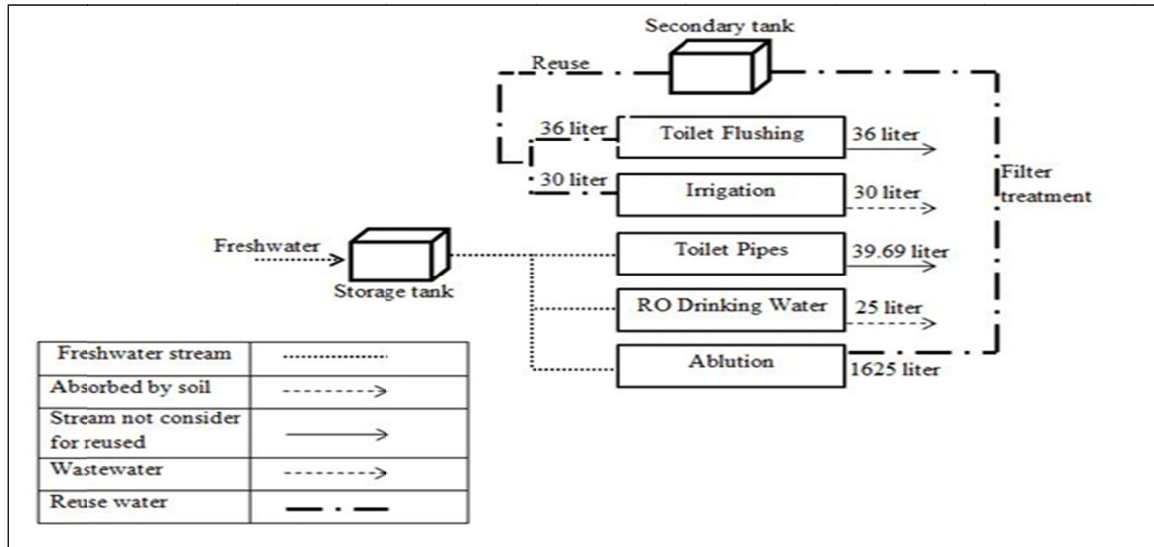 Secondary tank
Reuse
36 liter
Toilet Flushing
36 liter
30 liter
Irrigation
30 liter
Filter
treatment
Freshwater
Storage tank
Toilet Pipes
39.69 liter
RO Drinking Water
25 liter
Ablution
1625 liter
Freshwater stream
Absorbed by soil
Stream not consider
for reused
Wastewater
Reuse water